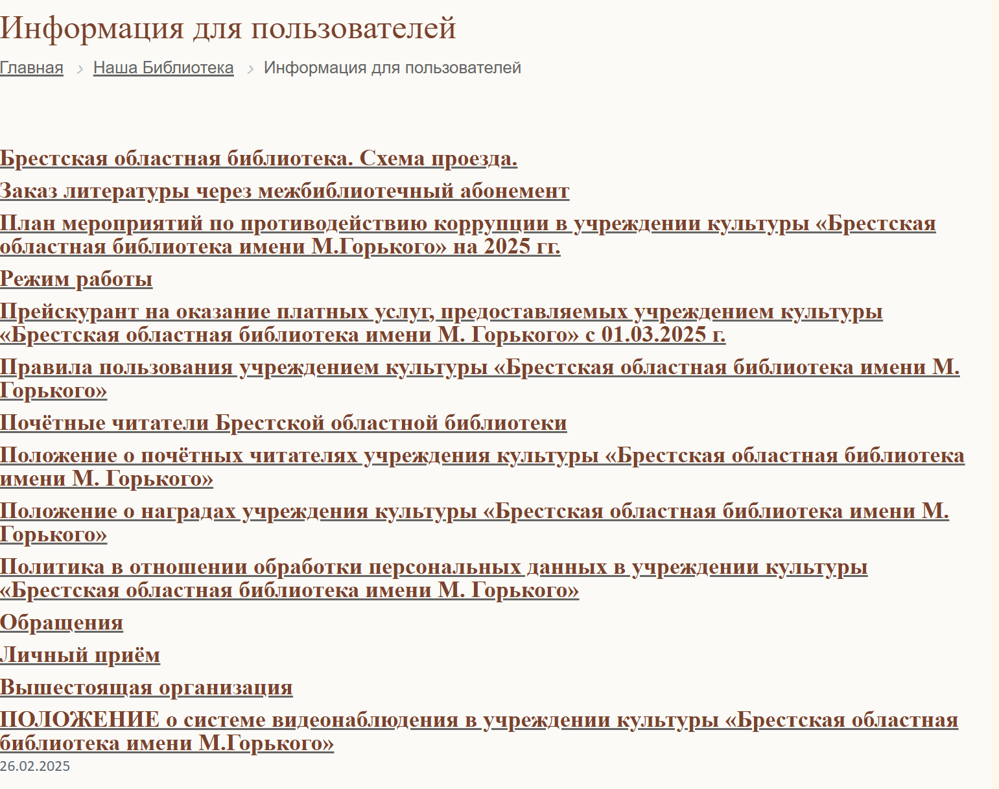 Информация для пользователей
Главная > Наша Библиотека > Информация для пользователей
Брестская областная библиотека. Схема проезда.
Заказ литературы через межбиблиотечный абонемент
План мероприятий по противодействию коррупции в учреждении культуры «Брестская
областная библиотека имени М.Горького» на 2025 гг.
Режим работы
Прейскурант на оказание платных услуг, предоставляемых учреждением культуры
«Брестская областная библиотека имени М. Горького» с 01.03.2025 г.
Правила пользования учреждением культуры «Брестская областная библиотека имени М.
Горького»
Почётные читатели Брестской областной библиотеки
Положение о почётных читателях учреждения культуры «Брестская областная библиотека
имени М. Горького»
Положение о наградах учреждения культуры «Брестская областная библиотека имени М.
Горького»
Политика в отношении обработки персональных данных в учреждении культуры
«Брестская областная библиотека имени М. Горького»
Обращения
Личный приём
Вышестоящая организация
ПОЛОЖЕНИЕ о системе видеонаблюдения в учреждении культуры «Брестская областная
библиотека имени М.Горького»
26.02.2025